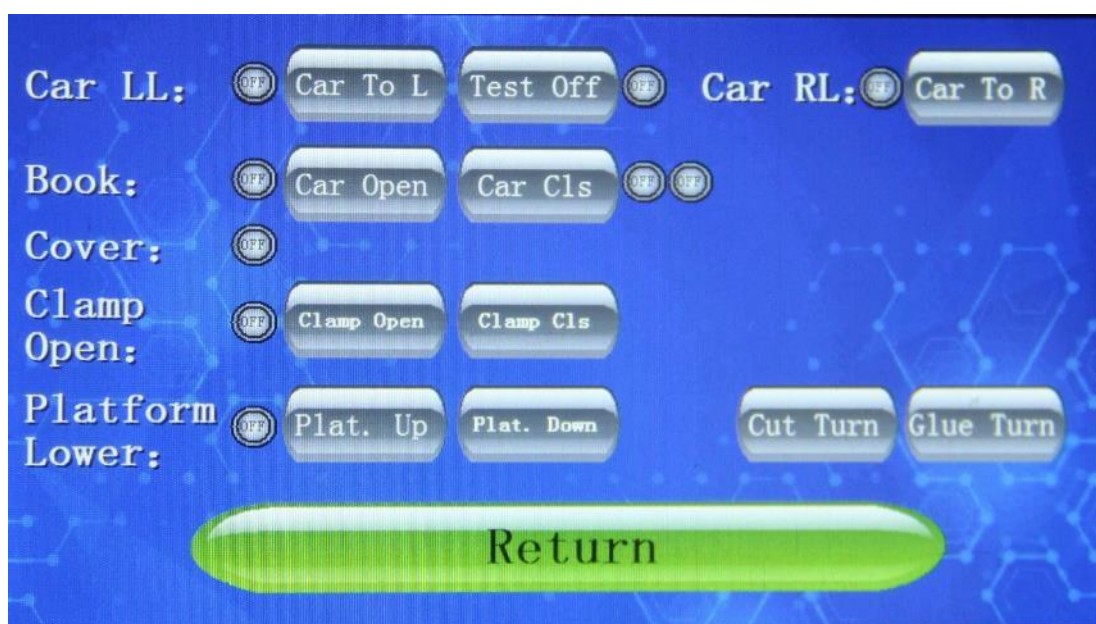 Car LL: OFF Car To L Test Off OFF Car RL: OFF Car To R
Book: OFF Car Open Car Cls OFF OFF
Cover: OFF
Clamp
Open: OFF Clamp Open Clamp Cls
Platform
Lower: OFF Plat. Up Plat. Down Cut Turn Glue Turn
Return